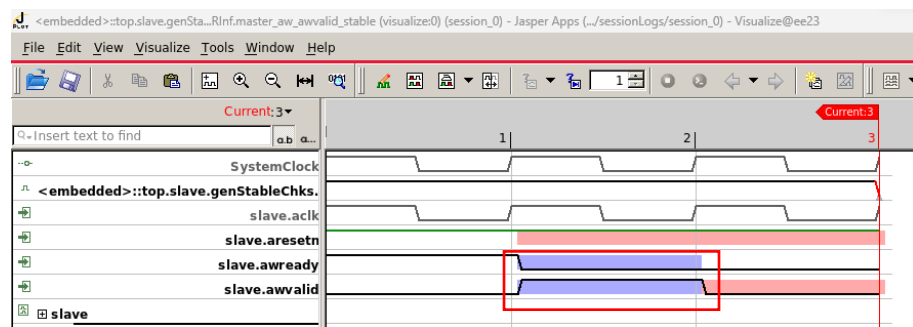 <embedded>::top.slave.genSta...RInf.master_aw_awvalid_stable (visualize:0) (session_0) - Jasper Apps (.../sessionLogs/session_0) - Visualize@ee23
File Edit View Visualize Tools Window Help
1
Current:3
Current:3
Insert text to find a.b a...
1 2 3
SystemClock
<embedded>::top.slave.genStableChks.
slave.aclk
slave.aresetn
slave.awready
slave.awvalid
slave